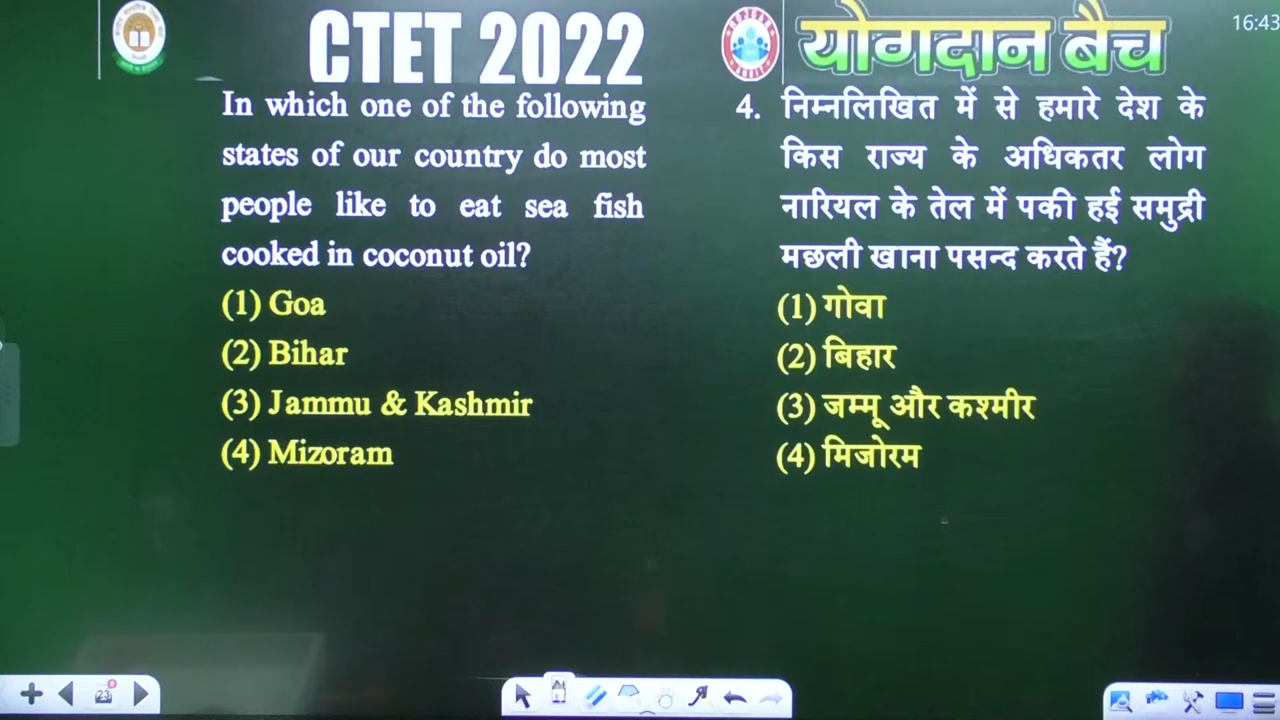 CTET 2022
योगदान बैच
16:43
In which one of the following
states of our country do most
people like to eat sea fish
cooked in coconut oil?
(1) Goa
(2) Bihar
(3) Jammu & Kashmir
(4) Mizoram
4. निम्नलिखित में से हमारे देश के
किस राज्य के अधिकतर लोग
नारियल के तेल में पकी हई समुद्री
मछली खाना पसन्द करते हैं?
(1) गोवा
(2) बिहार
(3) जम्मू और कश्मीर
(4) मिजोरम
23